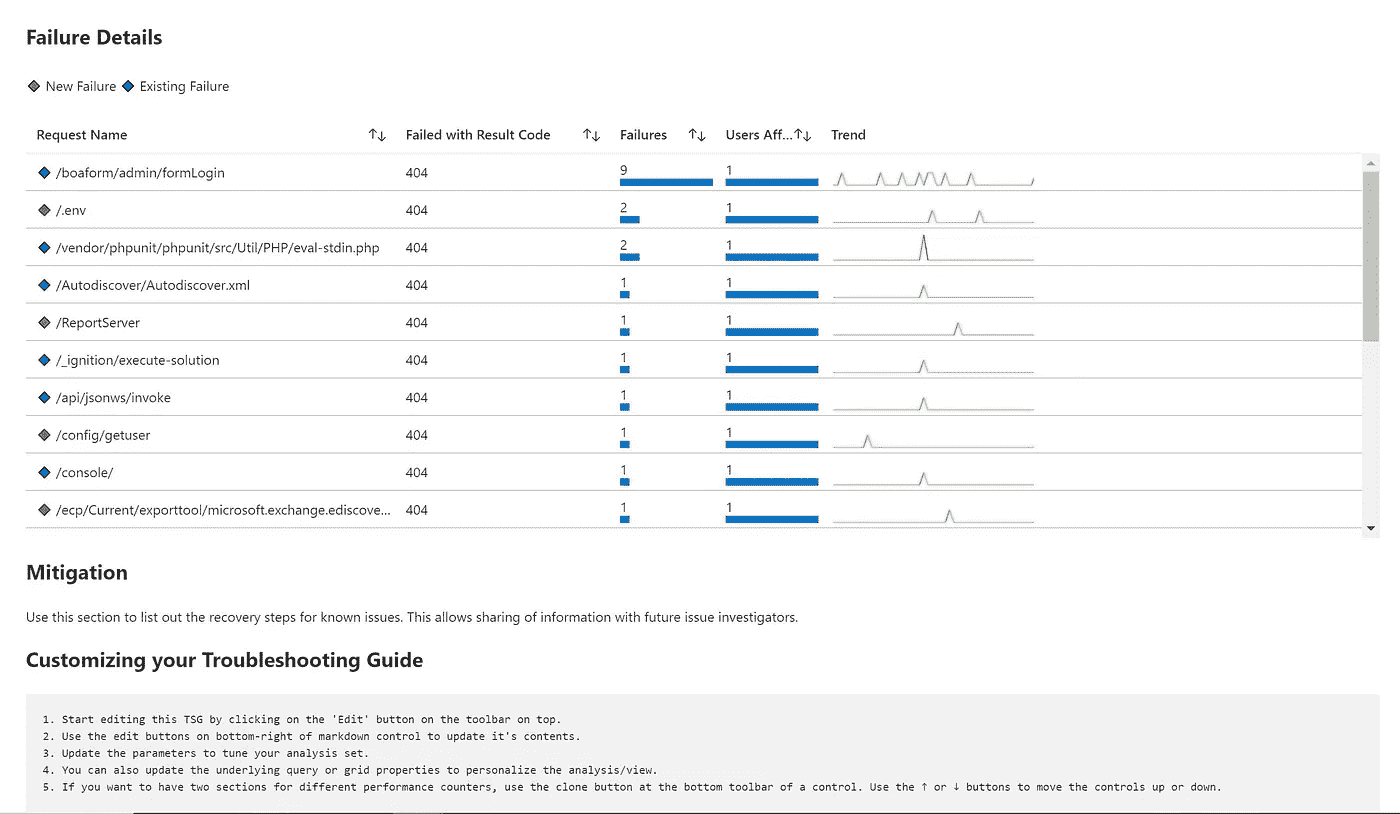 Failure Details
New Failure Existing Failure
Request Name Failed with Result Code Failures Users Aff... Trend
/boaform/admin/formLogin 404 9 1
/.env 404 2 1
/vendor/phpunit/phpunit/src/Util/PHP/eval-stdin.php 404 2 1
/Autodiscover/Autodiscover.xml 404 1 1
/ReportServer 404 1 1
/_ignition/execute-solution 404 1 1
/api/jsonws/invoke 404 1 1
/config/getuser 404 1 1
/console/ 404 1 1
/ecp/Current/exporttool/microsoft.exchange.ediscove... 404 1 1
Mitigation
Use this section to list out the recovery steps for known issues. This allows sharing of information with future issue investigators.
Customizing your Troubleshooting Guide
1. Start editing this TSG by clicking on the 'Edit' button on the toolbar on top.
2. Use the edit buttons on bottom-right of markdown control to update it's contents.
3. Update the parameters to tune your analysis set.
4. You can also update the underlying query or grid properties to personalize the analysis/view.
5. If you want to have two sections for different performance counters, use the clone button at the bottom toolbar of a control. Use the ↑ or ↓ buttons to move the controls up or down.